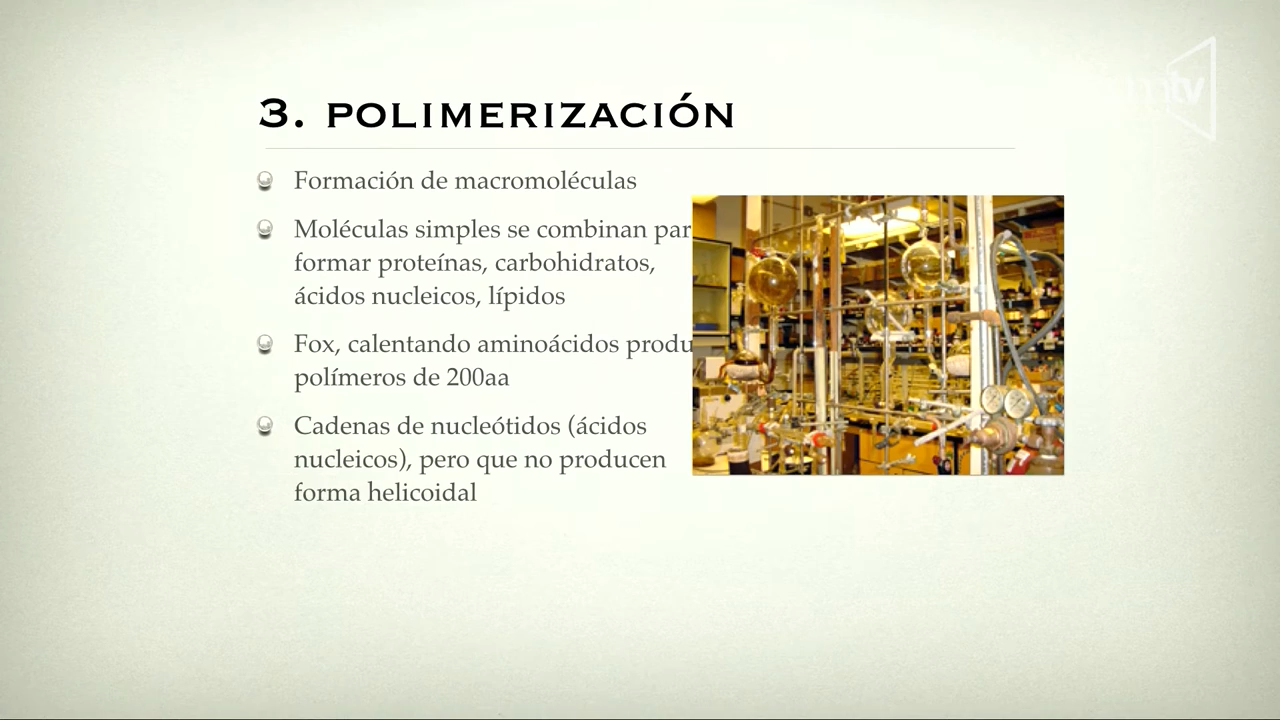 3. POLIMERIZACIÓN
Formación de macromoléculas
Moléculas simples se combinan par
formar proteínas, carbohidratos,
ácidos nucleicos, lípidos
Fox, calentando aminoácidos produ
polímeros de 200aa
Cadenas de nucleótidos (ácidos
nucleicos), pero que no producen
forma helicoidal